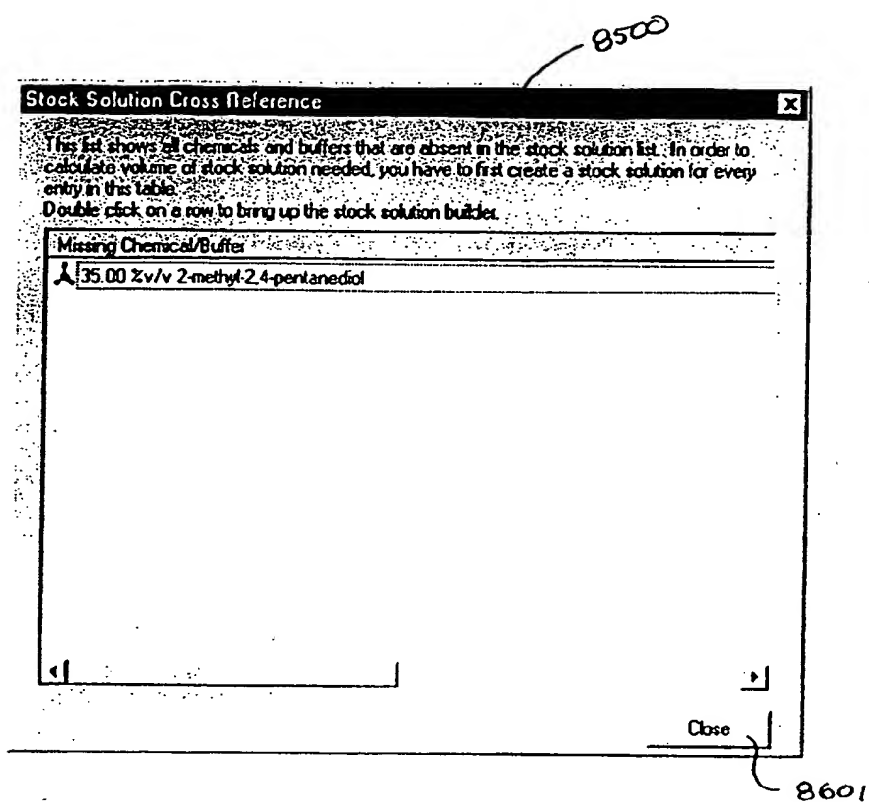 8500
Stock Solution Cross Reference
This list shows all chemicals and buffers that are absent in the stock solution list. In order to
calculate volume of stock solution needed, you have to first create a stock solution for every
entry in this table.
Double click on a row to bring up the stock solution builder.
Missing Chemical/Buffer
35.00 %v/v 2-methyl-2,4-pentanediol
Close
8601